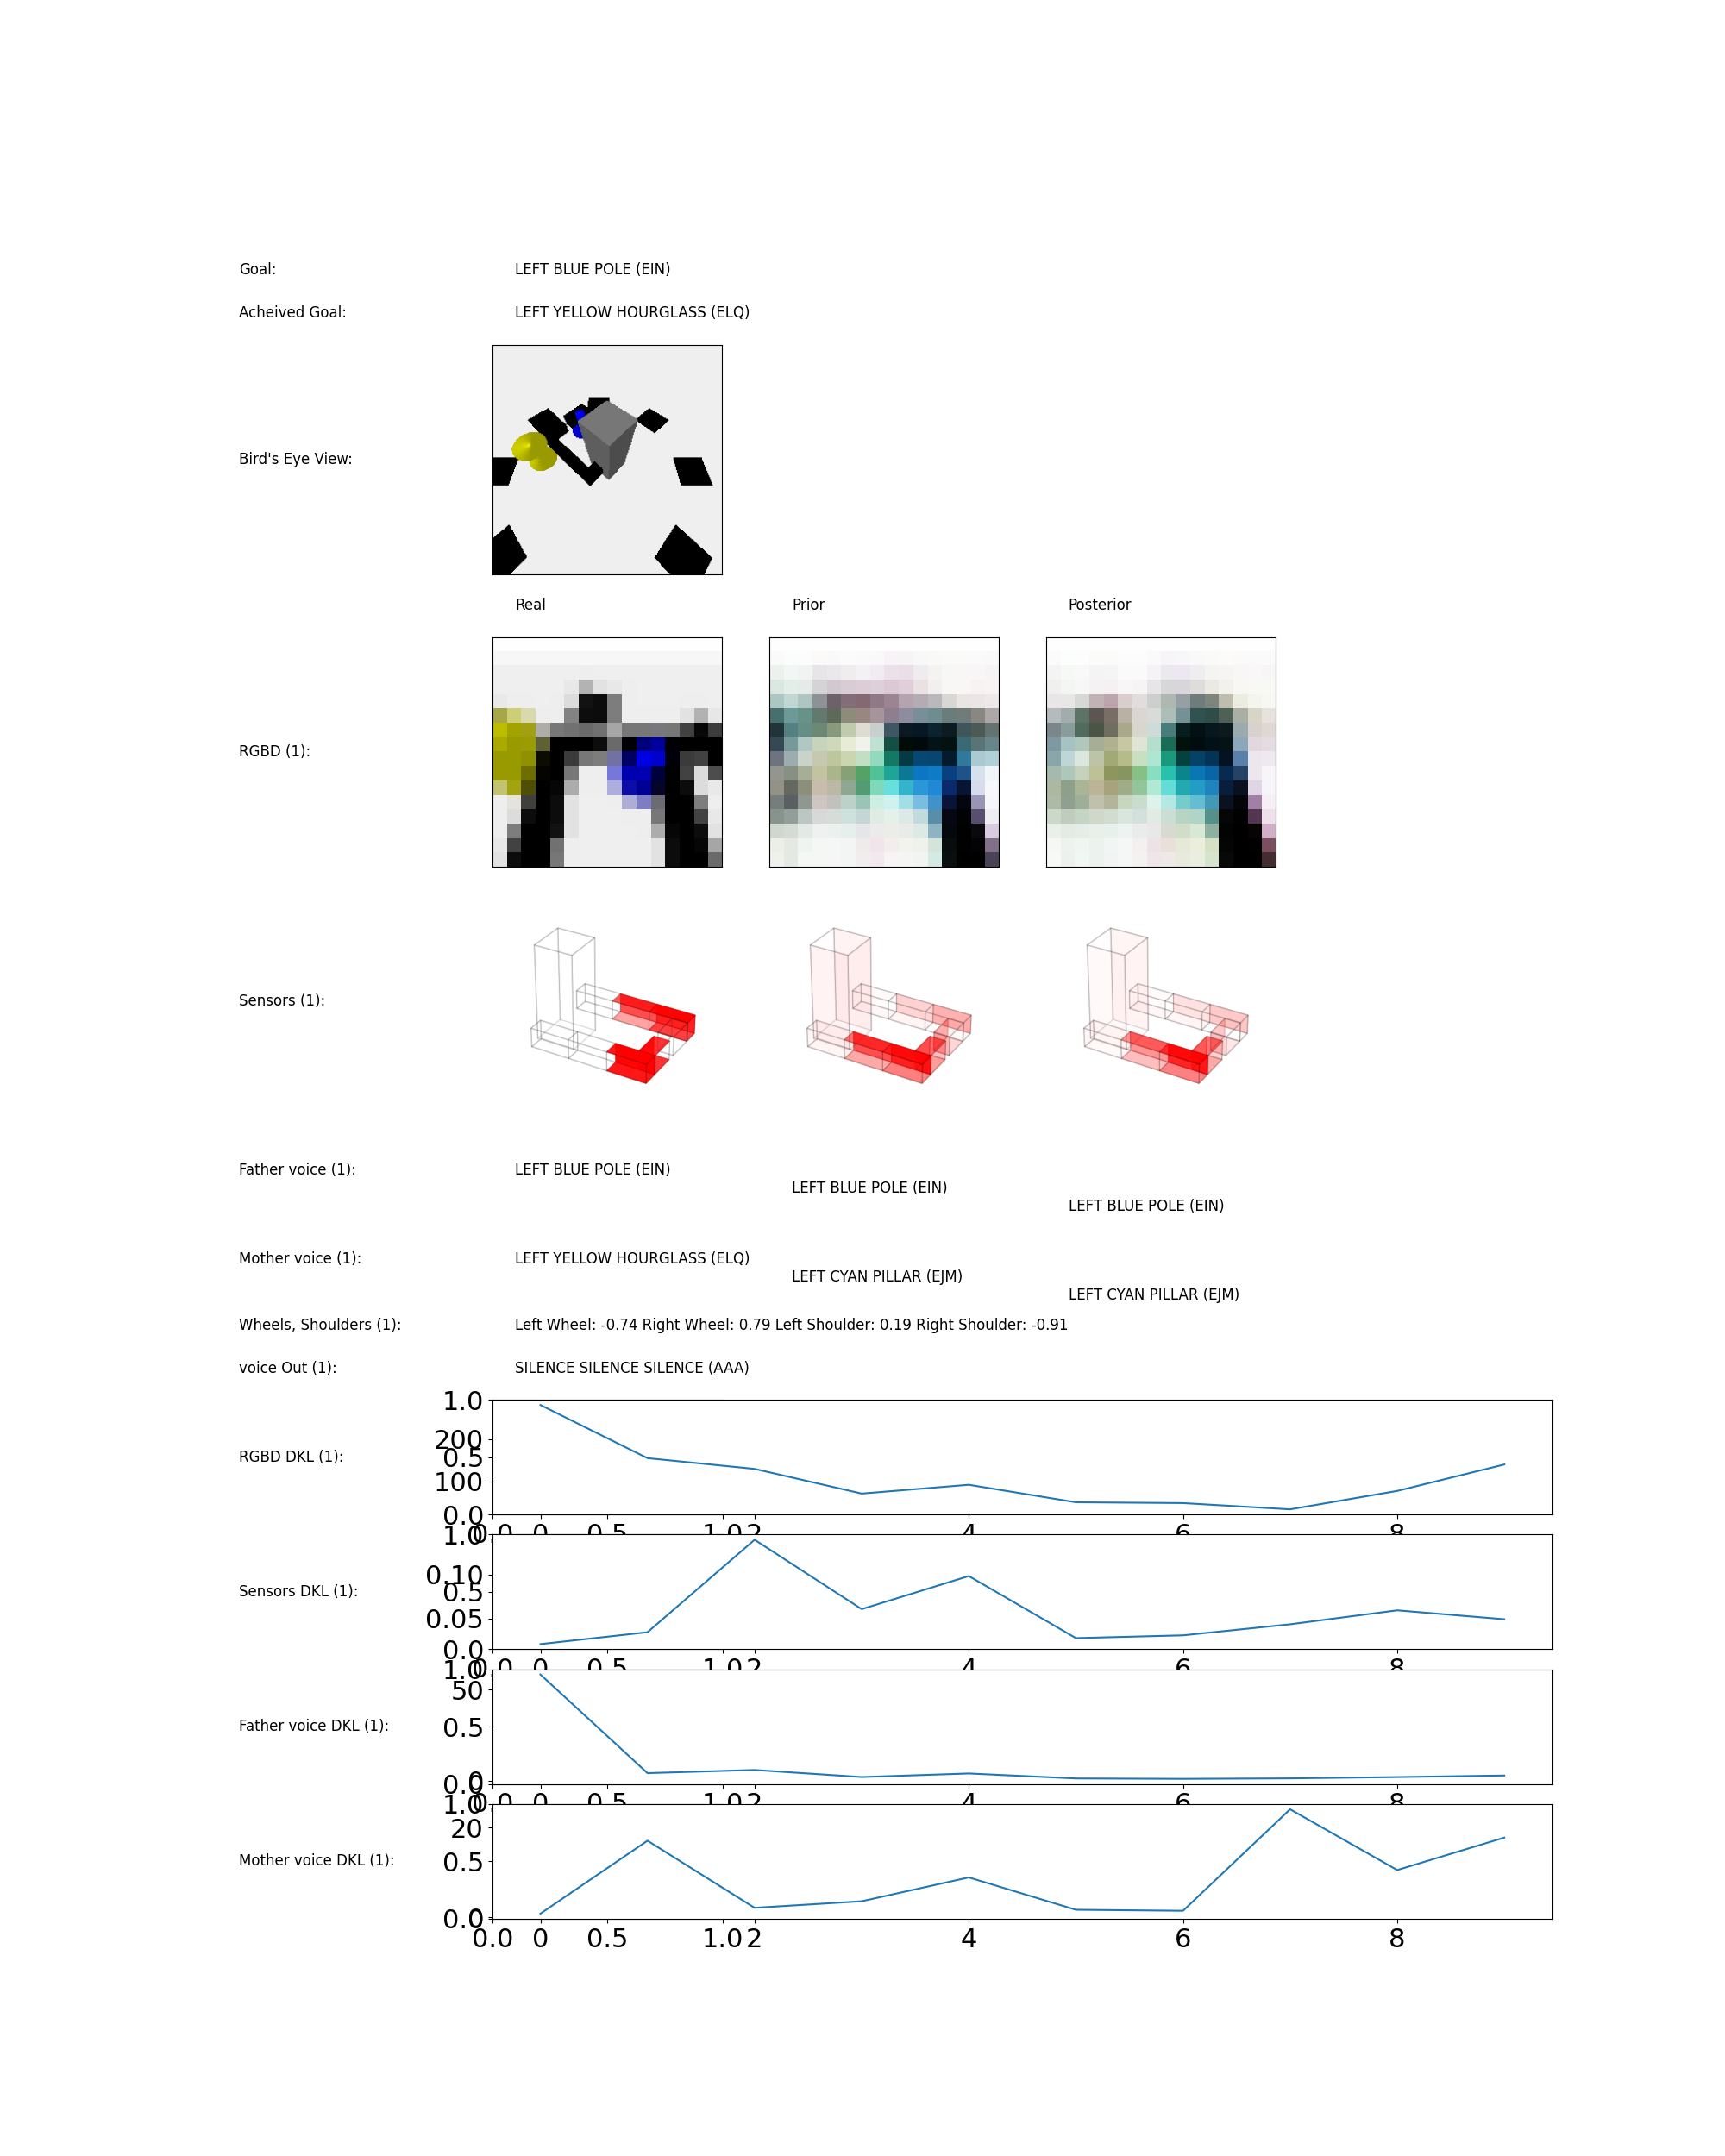 Goal: LEFT BLUE POLE (EIN)
Acheived Goal: LEFT YELLOW HOURGLASS (ELQ)
Bird's Eye View:
Real Prior Posterior
RGBD (1):
Sensors (1):
Father voice (1): LEFT BLUE POLE (EIN)
LEFT BLUE POLE (EIN)
LEFT BLUE POLE (EIN)
Mother voice (1): LEFT YELLOW HOURGLASS (ELQ)
LEFT CYAN PILLAR (EJM)
LEFT CYAN PILLAR (EJM)
Wheels, Shoulders (1): Left Wheel: -0.74 Right Wheel: 0.79 Left Shoulder: 0.19 Right Shoulder: -0.91
voice Out (1): SILENCE SILENCE SILENCE (AAA)
1.0
200
RGBD DKL (1): 0.5
100
0.0
0.0 0 0.5 1.0 2 4 6 8
1.0
0.10
Sensors DKL (1): 0.5
0.05
0.0
0.0 0 0.5 1.0 2 4 6 8
1.0
50
Father voice DKL (1): 0.5
0
0.0
0.0 0 0.5 1.0 2 4 6 8
1.0
20
Mother voice DKL (1): 0.5
0
0.0
0.0 0 0.5 1.0 2 4 6 8